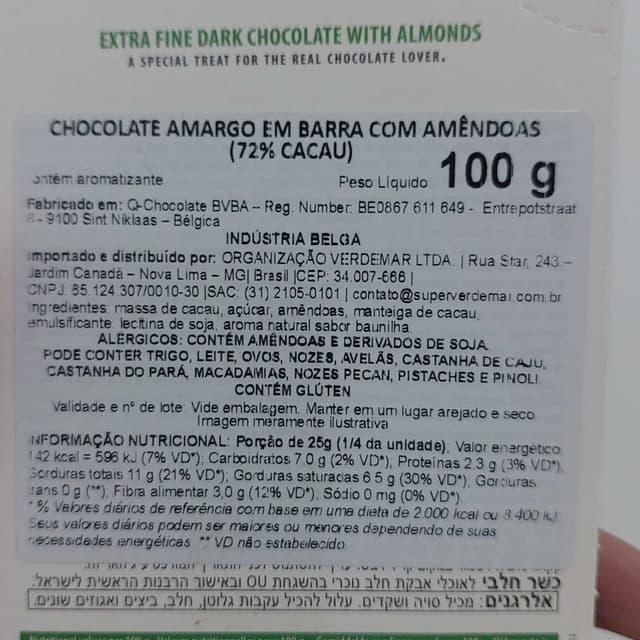 EXTRA FINE DARK CHOCOLATE WITH ALMONDS
A SPECIAL TREAT FOR THE REAL CHOCOLATE LOVER.
CHOCOLATE AMARGO EM BARRA COM AMÊNDOAS
(72% CACAU)
contém aromatizante
Peso Líquido 100 g
Fabricado em: Q-Chocolate BVBA -- Reg. Number: BE0867 611 649 - Entrepotstraat
8 - 9100 Sint Niklaas – Bélgica
INDÚSTRIA BELGA
Importado e distribuído por: ORGANIZAÇÃO VERDEMAR LTDA. | Rua Star, 243 –
Jardim Canadá – Nova Lima – MG| Brasil |CEP: 34.007-666 |
CNPJ: 65.124.307/0010-30 |SAC: (31) 2105-0101 | contato@superverdemar.com.br
Ingredientes: massa de cacau, açúcar, amêndoas, manteiga de cacau,
emulsificante: lecitina de soja, aroma natural sabor baunilha.
ALÉRGICOS: CONTÉM AMÊNDOAS E DERIVADOS DE SOJA.
PODE CONTER TRIGO, LEITE, OVOS, NOZES, AVELÃS, CASTANHA DE CAJU,
CASTANHA DO PARÁ, MACADAMIAS, NOZES PECAN, PISTACHES E PINOLI
CONTÉM GLÚTEN
Validade e nº de lote: Vide embalagem. Manter em um lugar arejado e seco
Imagem meramente ilustrativa
INFORMAÇÃO NUTRICIONAL: Porção de 25g (1/4 da unidade); Valor energético
142 kcal = 596 kJ (7% VD*); Carboidratos 7,0 g (2% VD*); Proteínas 2,3 g (3% VD*),
Gorduras totais 11 g (21% VD*); Gorduras saturadas 6,5 g (30% VD*), Gorduras
trans 0 g (**); Fibra alimentar 3,0 g (12% VD*); Sódio 0 mg (0% VD*).
* % Valores diários de referência com base em uma dieta de 2.000 kcal ou 8.400 kJ.
Seus valores diários podem ser maiores ou menores dependendo de suas
necessidades energéticas. ** VD não estabelecido.
כשר חלבי לאוכלי אבקת חלב נוכרי בהשגחת OU ובאישור הרבנות הראשית לישראל.
אלרגנים: מכיל סויה ושקדים. עלול להכיל עקבות גלוטן, חלב, ביצים ואגוזים שונים.